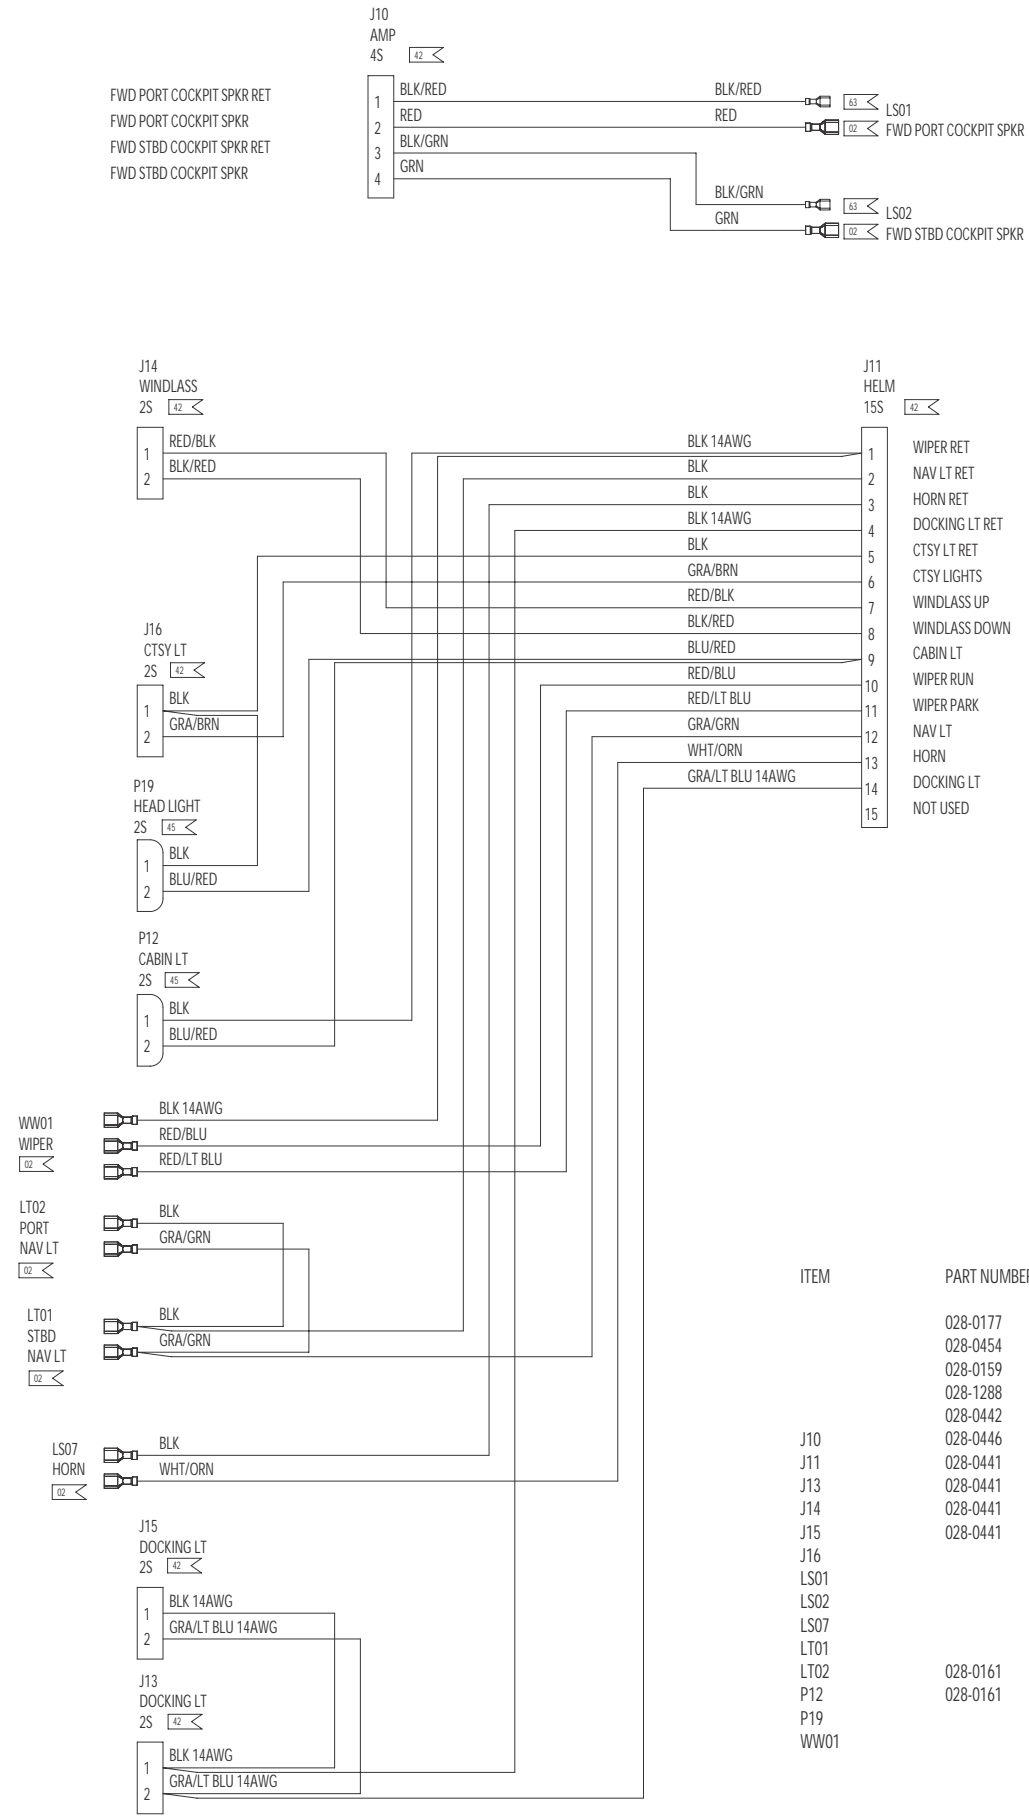 J10
AMP
4S 42
FWD PORT COCKPIT SPKR RET
FWD PORT COCKPIT SPKR
FWD STBD COCKPIT SPKR RET
FWD STBD COCKPIT SPKR
1 BLK/RED BLK/RED 63
2 RED RED 02
3 BLK/GRN
4 GRN
LS01
FWD PORT COCKPIT SPKR
BLK/GRN 63
GRN 02
LS02
FWD STBD COCKPIT SPKR
J14
WINDLASS
2S 42
1 RED/BLK
2 BLK/RED
J11
HELM
15S 42
BLK 14AWG 1 WIPER RET
BLK 2 NAV LT RET
BLK 3 HORN RET
BLK 14AWG 4 DOCKING LT RET
BLK 5 CTSY LT RET
GRA/BRN 6 CTSY LIGHTS
RED/BLK 7 WINDLASS UP
BLK/RED 8 WINDLASS DOWN
BLU/RED 9 CABIN LT
RED/BLU 10 WIPER RUN
RED/LT BLU 11 WIPER PARK
GRA/GRN 12 NAV LT
WHT/ORN 13 HORN
GRA/LT BLU 14AWG 14 DOCKING LT
15 NOT USED
J16
CTSY LT
2S 42
1 BLK
2 GRA/BRN
P19
HEAD LIGHT
2S 45
1 BLK
2 BLU/RED
P12
CABIN LT
2S 45
1 BLK
2 BLU/RED
WW01
WIPER
02
BLK 14AWG
RED/BLU
RED/LT BLU
LT02
PORT
NAV LT
02
BLK
GRA/GRN
LT01
STBD
NAV LT
02
BLK
GRA/GRN
LS07
HORN
02
BLK
WHT/ORN
J15
DOCKING LT
2S 42
1 BLK 14AWG
2 GRA/LT BLU 14AWG
J13
DOCKING LT
2S 42
1 BLK 14AWG
2 GRA/LT BLU 14AWG
ITEM PART NUMBER
028-0177
028-0454
028-0159
028-1288
028-0442
J10 028-0446
J11 028-0441
J13 028-0441
J14 028-0441
J15 028-0441
J16
LS01
LS02
LS07
LT01
LT02 028-0161
P12 028-0161
P19
WW01